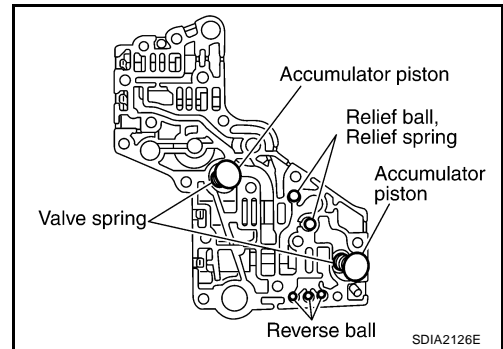 Accumulator piston
Relief ball,
Relief spring
Accumulator
piston
Valve spring
Reverse ball
SDIA2126E